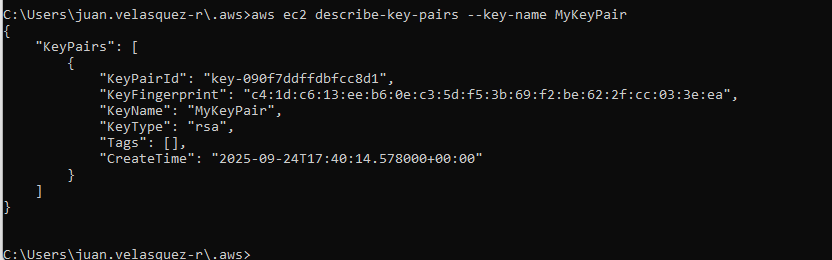 C:\Users\juan.velasquez-r\.aws>aws ec2 describe-key-pairs --key-name MyKeyPair
{
    "KeyPairs": [
        {
            "KeyPairId": "key-090f7ddffdbfcc8d1",
            "KeyFingerprint": "c4:1d:c6:13:ee:b6:0e:c3:5d:f5:3b:69:f2:be:62:2f:cc:03:3e:ea",
            "KeyName": "MyKeyPair",
            "KeyType": "rsa",
            "Tags": [],
            "CreateTime": "2025-09-24T17:40:14.578000+00:00"
        }
    ]
}
C:\Users\juan.velasquez-r\.aws>